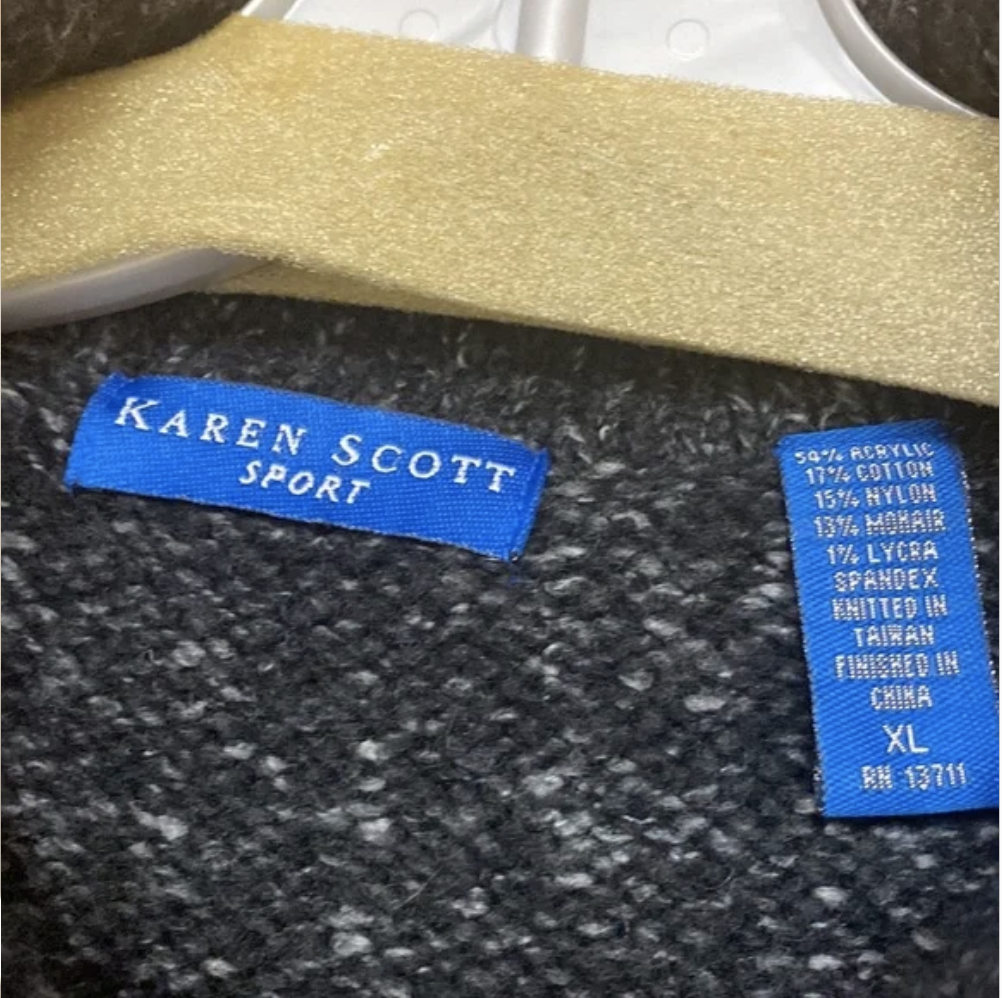 KAREN SCOTT
SPORT
54% ACRYLIC
17% COTTON
15% NYLON
13% MOHAIR
1% LYCRA
SPANDEX
KNITTED IN
TAIWAN
FINISHED IN
CHINA
XL
RN 13711